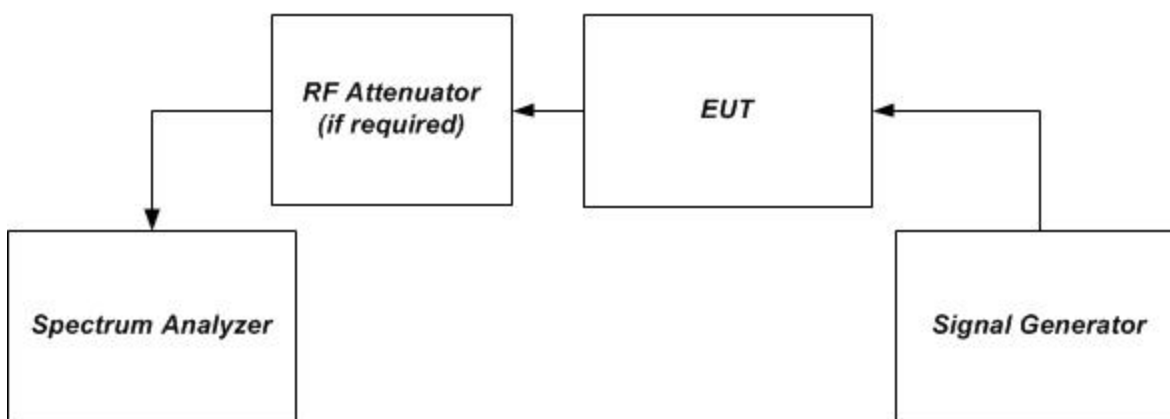 RF Attenuator
(if required)
EUT
Spectrum Analyzer
Signal Generator